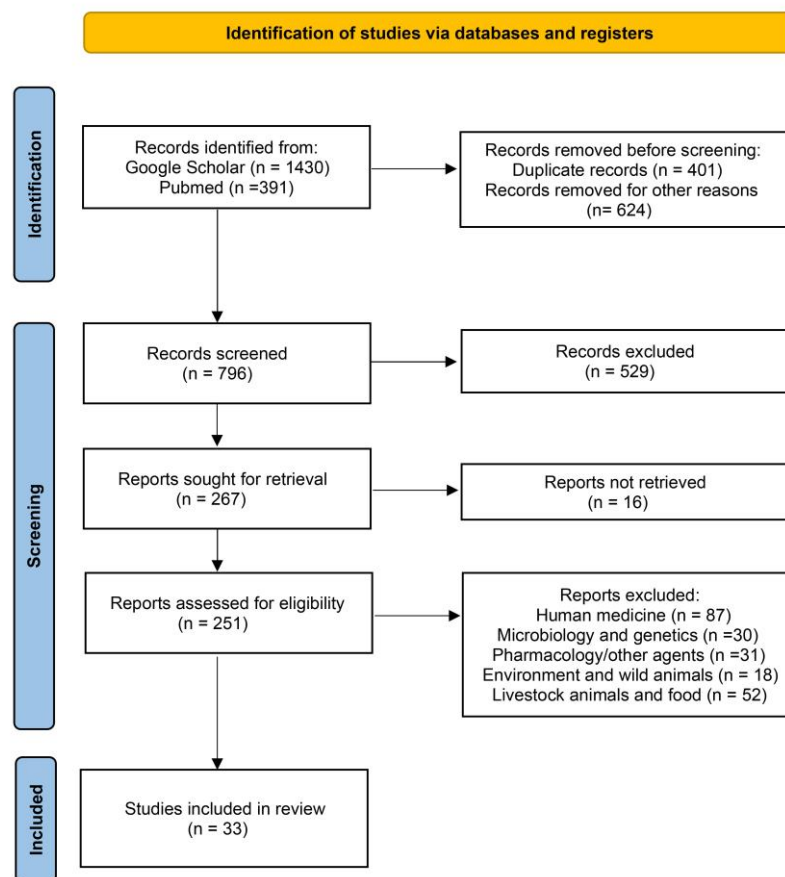 Identification of studies via databases and registers
Identification
Records identified from:
Google Scholar (n = 1430)
Pubmed (n =391)
Records removed before screening:
Duplicate records (n = 401)
Records removed for other reasons
(n= 624)
Screening
Records screened
(n = 796)
Records excluded
(n = 529)
Reports sought for retrieval
(n = 267)
Reports not retrieved
(n = 16)
Reports assessed for eligibility
(n = 251)
Reports excluded:
Human medicine (n = 87)
Microbiology and genetics (n =30)
Pharmacology/other agents (n =31)
Environment and wild animals (n = 18)
Livestock animals and food (n = 52)
Included
Studies included in review
(n = 33)